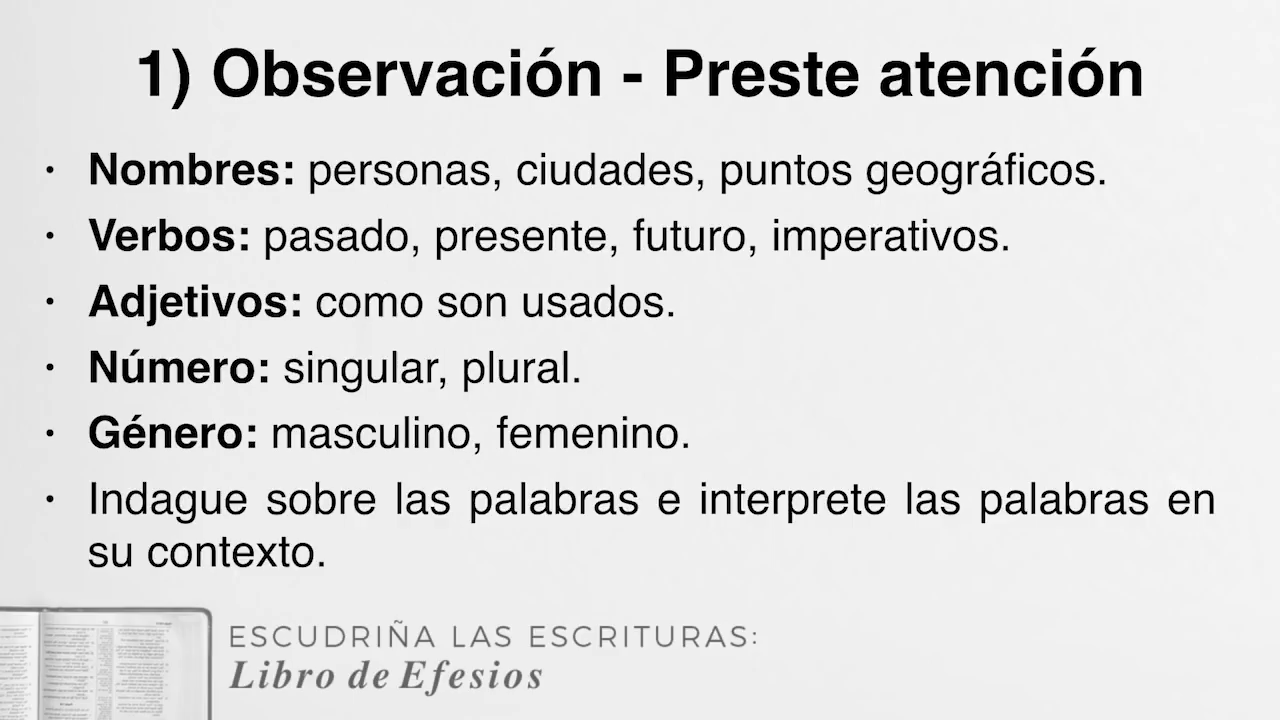 1) Observación - Preste atención
· Nombres: personas, ciudades, puntos geográficos.
· Verbos: pasado, presente, futuro, imperativos.
· Adjetivos: como son usados.
· Número: singular, plural.
· Género: masculino, femenino.
· Indague sobre las palabras e interprete las palabras en
su contexto.
ESCUDRIÑA LAS ESCRITURAS:
Libro de Efesios